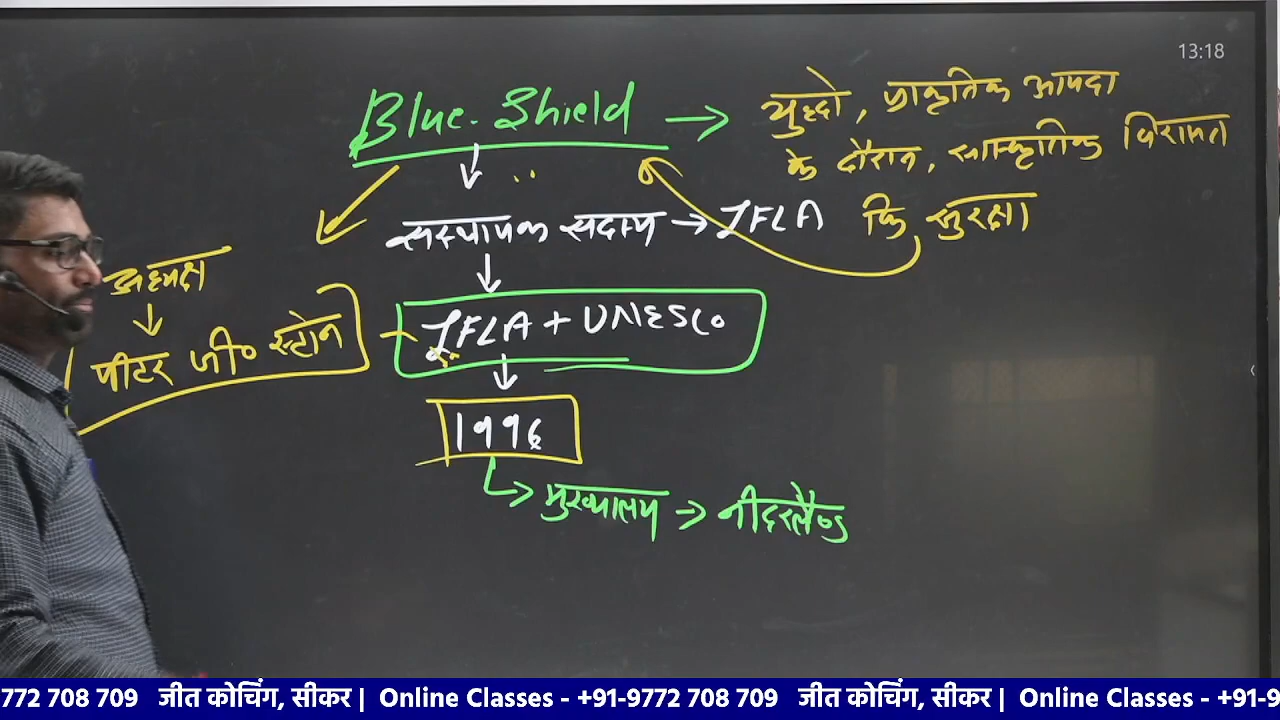 13:18
Blue Shield → युद्दो, प्राकृतिक आपदा
के दौरान, सांस्कृतिक विरासत
कि सुरक्षा
संस्थापक सदस्य → IFLA
अध्यक्ष
पीटर जी० स्टोन
IFLA + UNESCO
1996
मुख्यालय → नीदरलैण्ड
772 708 709 जीत कोचिंग, सीकर | Online Classes - +91-9772 708 709 जीत कोचिंग, सीकर | Online Classes - +91-9